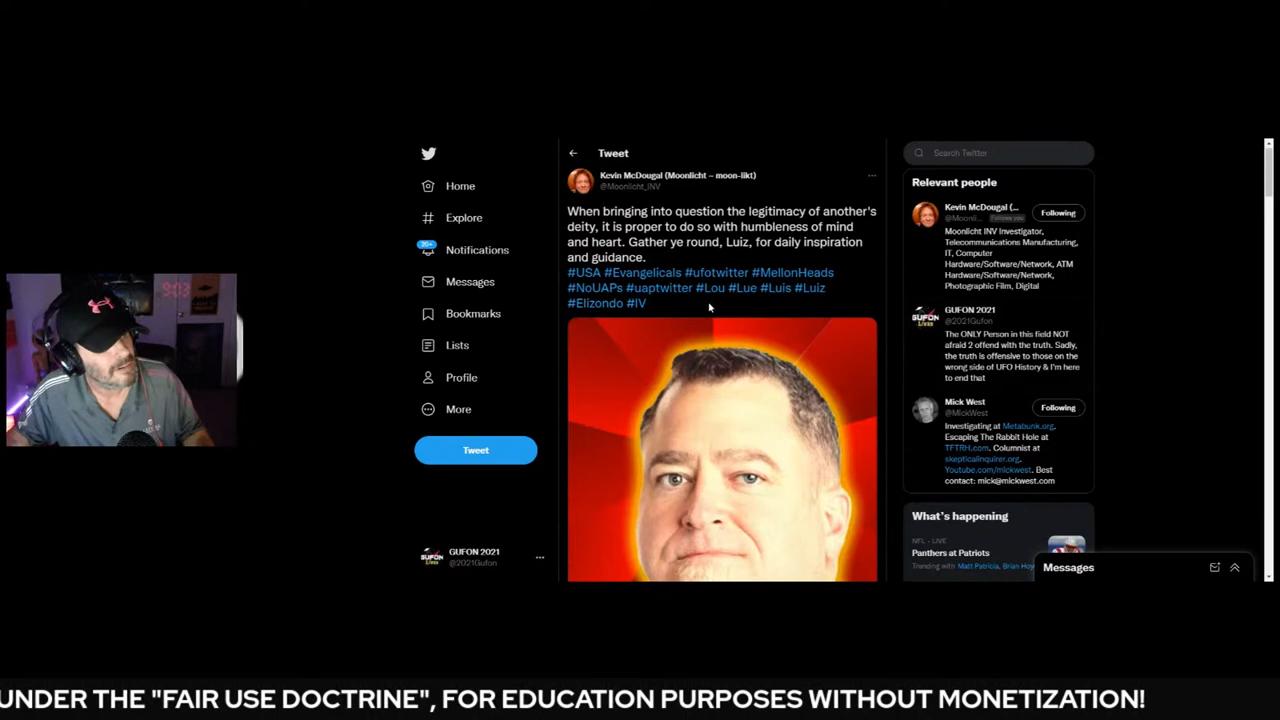 Tweet
Kevin McDougal (Moonlicht ~ moon-likt)
@Moonlicht_INV
When bringing into question the legitimacy of another's
deity, it is proper to do so with humbleness of mind
and heart. Gather ye round, Luiz, for daily inspiration
and guidance.
#USA #Evangelicals #ufotwitter #MellonHeads
#NoUAPs #uaptwitter #Lou #Lue #Luis #Luiz
#Elizondo #IV
Home
Explore
20+
Notifications
Messages
Bookmarks
Lists
Profile
More
Tweet
GUFON 2021
@2021Gufon
Search Twitter
Relevant people
Kevin McDougal (...
@Moonli... Follows you
Following
Moonlicht INV Investigator,
Telecommunications Manufacturing,
IT, Computer
Hardware/Software/Network, ATM
Hardware/Software/Network,
Photographic Film, Digital
GUFON 2021
@2021Gufon
The ONLY Person in this field NOT
afraid 2 offend with the truth. Sadly,
the truth is offensive to those on the
wrong side of UFO History & I'm here
to end that
Mick West
@MickWest
Following
Investigating at Metabunk.org.
Escaping The Rabbit Hole at
TFTRH.com. Columnist at
skepticalinquirer.org.
Youtube.com/mickwest. Best
contact: mick@mickwest.com
What's happening
NFL · LIVE
Panthers at Patriots
Trending with Matt Patricia, Brian Hoy
Messages
9:03
UNDER THE "FAIR USE DOCTRINE", FOR EDUCATION PURPOSES WITHOUT MONETIZATION!